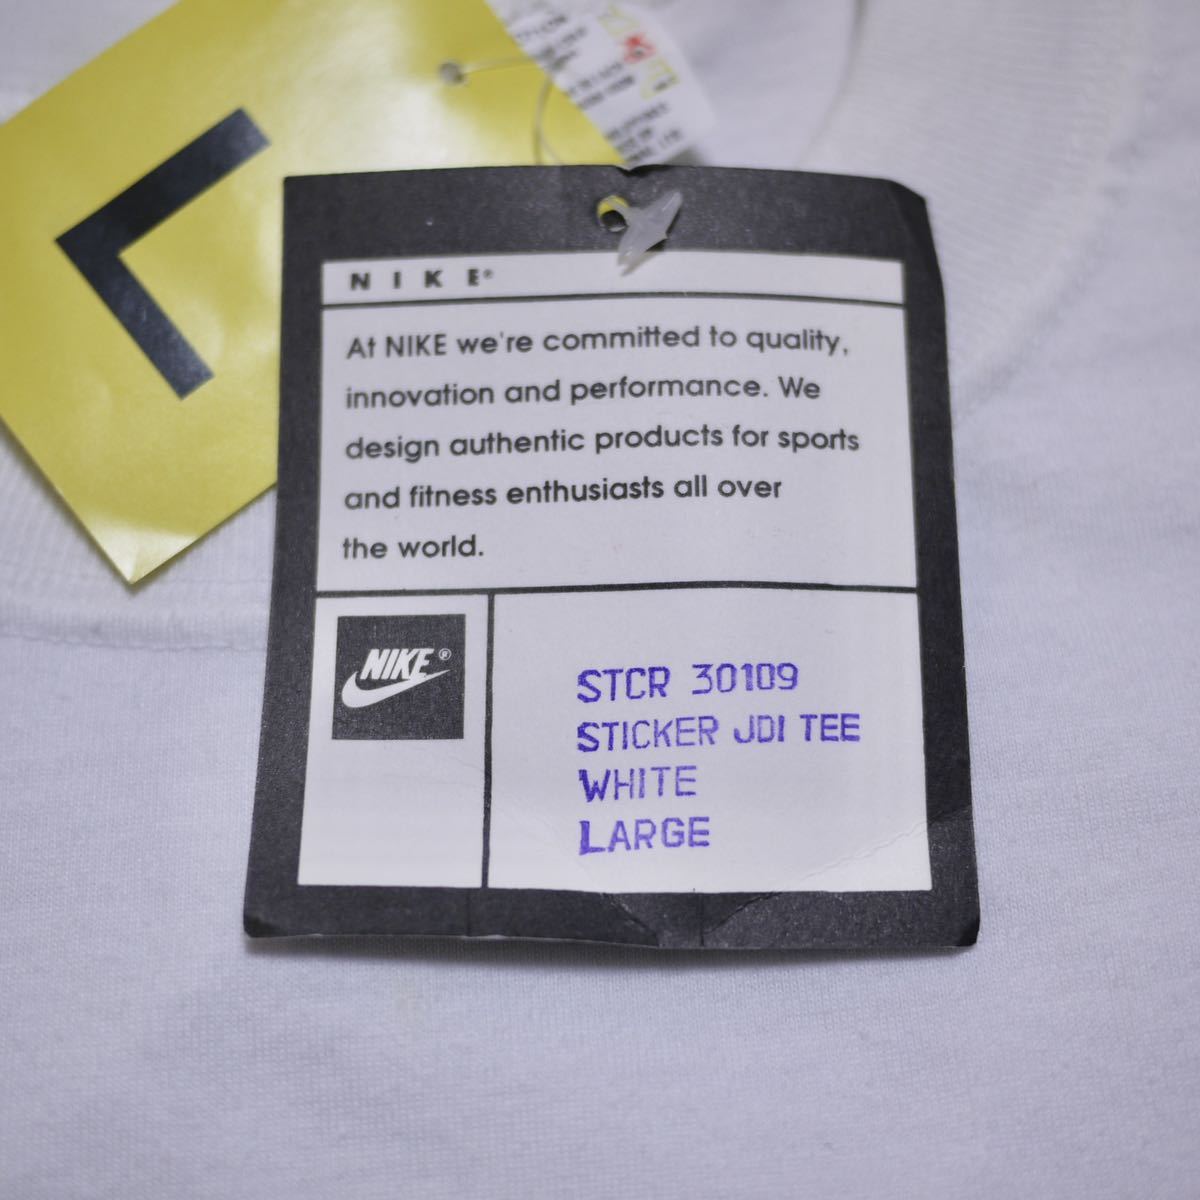 L
NIKE®
At NIKE we're committed to quality,
innovation and performance. We
design authentic products for sports
and fitness enthusiasts all over
the world.
NIKE®
STCR 30109
STICKER JDI TEE
WHITE
LARGE